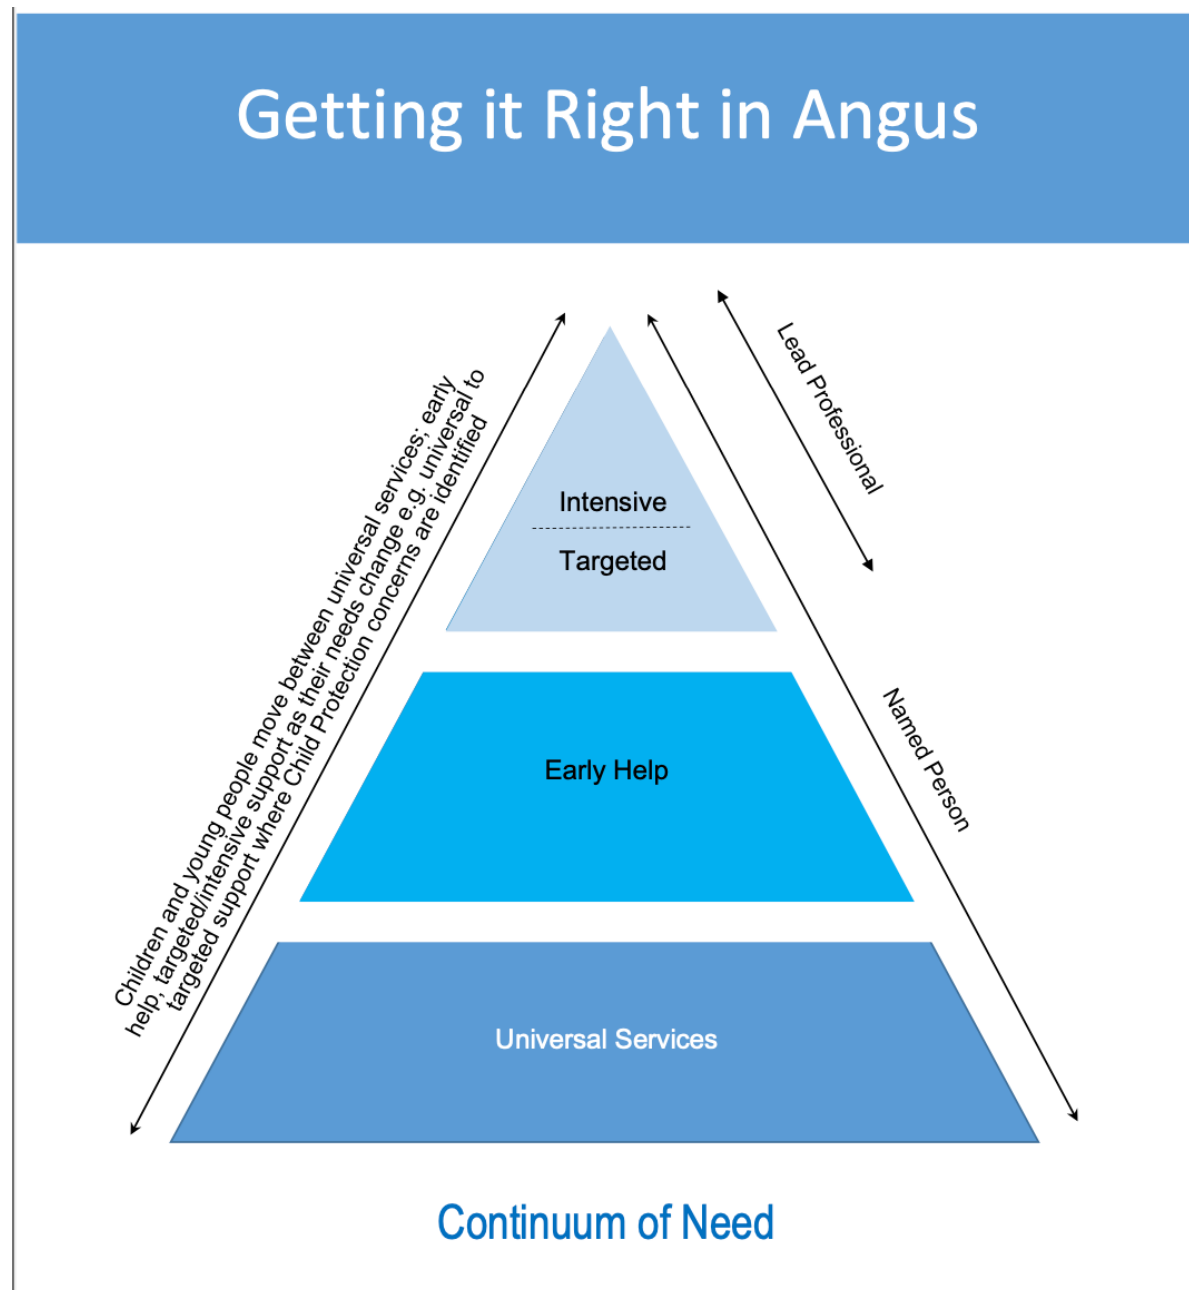 Getting it Right in Angus
Children and young people move between universal services; early
help, targeted/intensive support as their needs change e.g. universal to
targeted support where Child Protection concerns are identified
Lead Professional
Intensive
Targeted
Named Person
Early Help
Universal Services
Continuum of Need